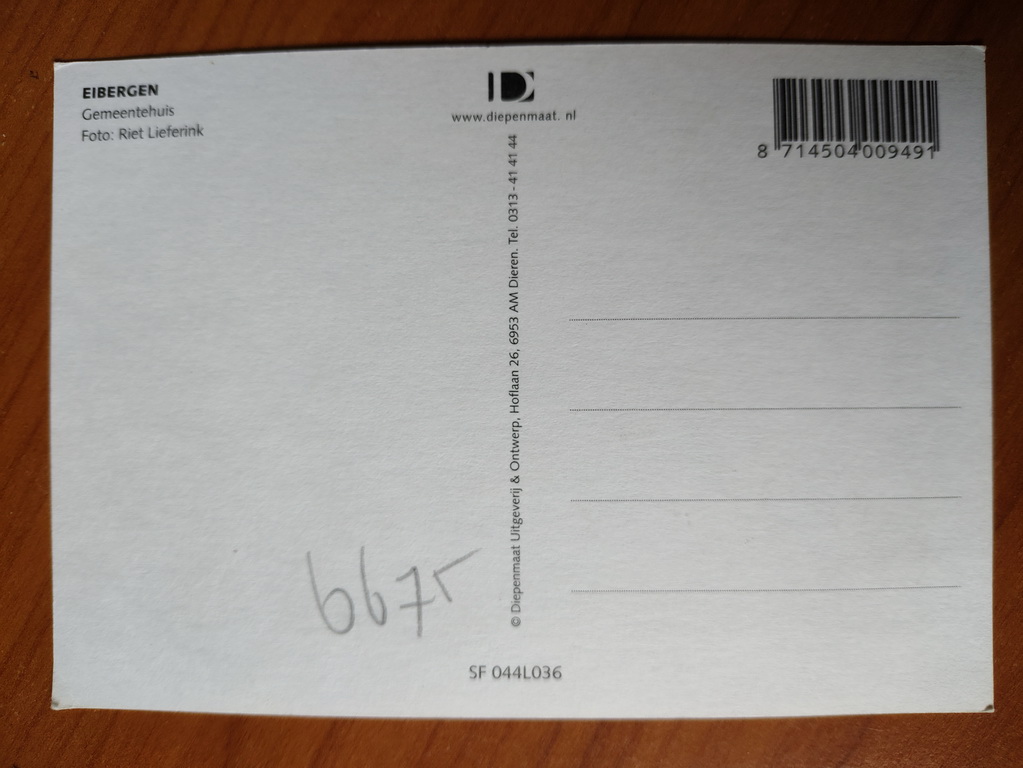 EIBERGEN
Gemeentehuis
Foto: Riet Lieferink
D
www.diepenmaat. nl
8 714504 009491
© Diepenmaat Uitgeverij & Ontwerp, Hoflaan 26, 6953 AM Dieren. Tel. 0313 - 41 41 44
SF 044L036